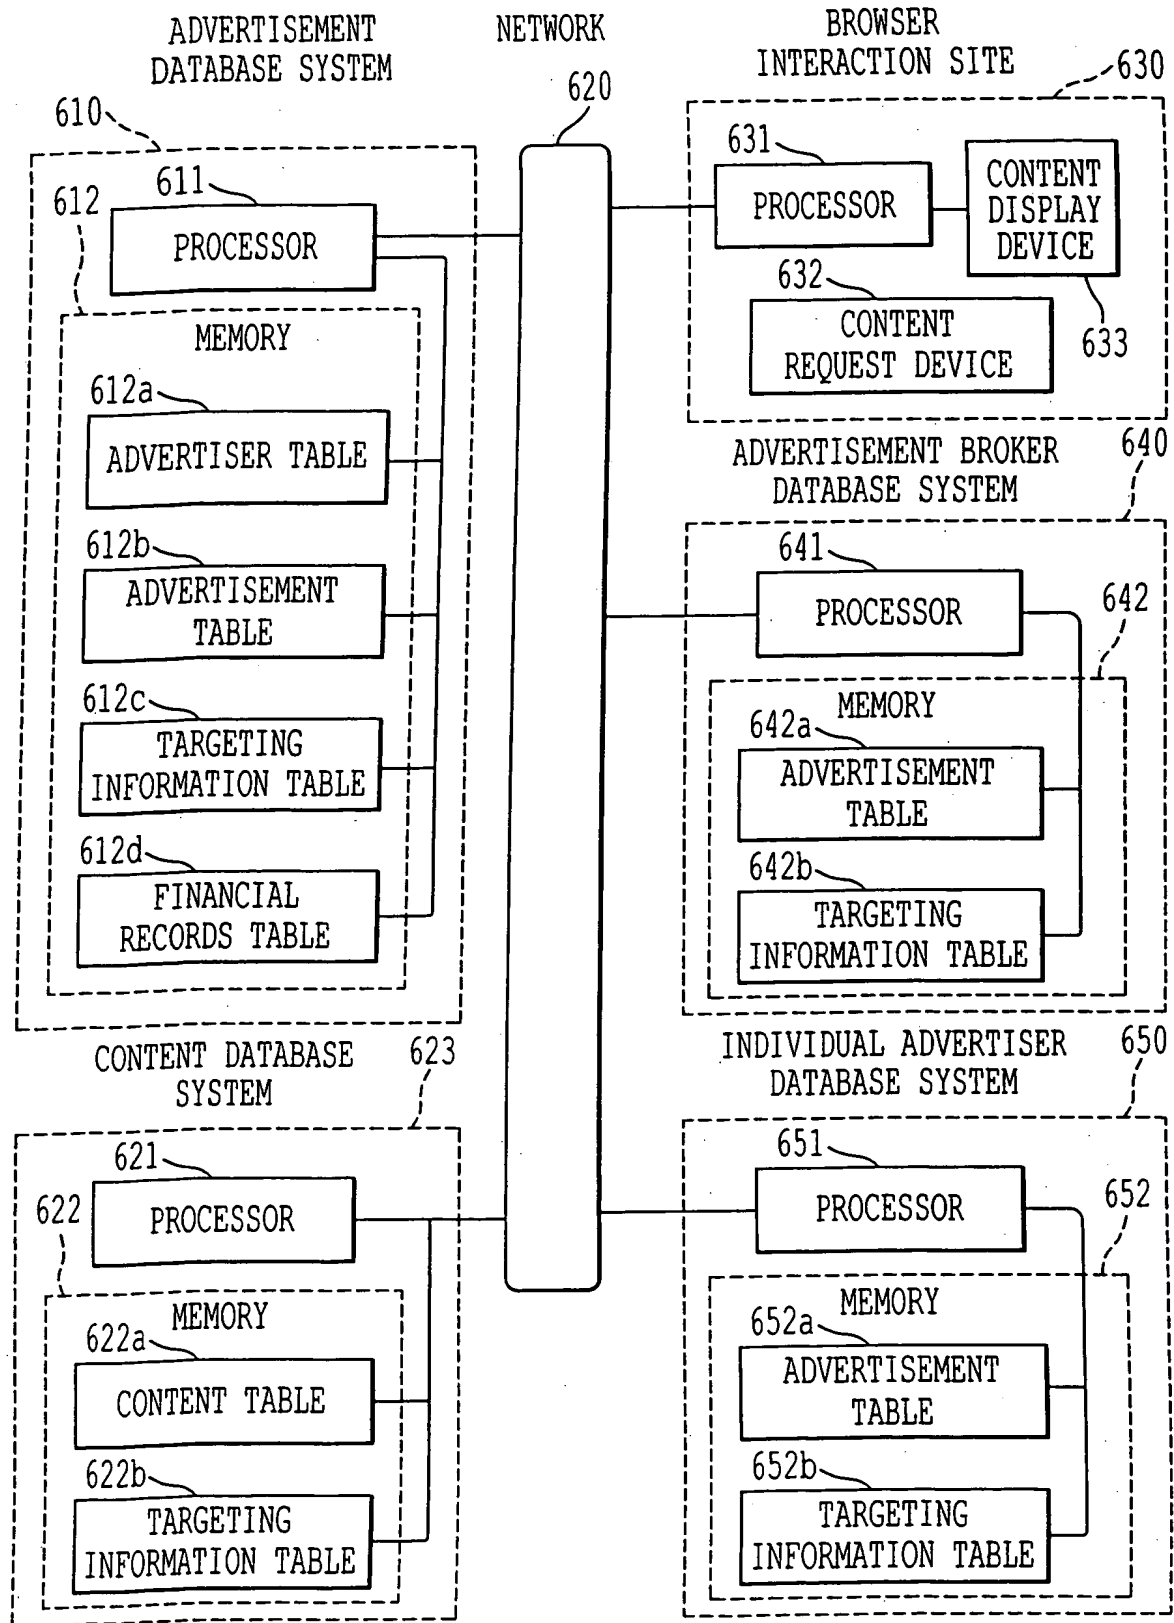 ADVERTISEMENT
DATABASE SYSTEM
610
611
612
PROCESSOR
MEMORY
612a
ADVERTISER TABLE
612b
ADVERTISEMENT
TABLE
612c
TARGETING
INFORMATION TABLE
612d
FINANCIAL
RECORDS TABLE
CONTENT DATABASE
SYSTEM
623
621
622
PROCESSOR
MEMORY
622a
CONTENT TABLE
622b
TARGETING
INFORMATION TABLE
NETWORK
620
BROWSER
INTERACTION SITE
630
631
PROCESSOR
CONTENT
DISPLAY
DEVICE
632
633
CONTENT
REQUEST DEVICE
ADVERTISEMENT BROKER
DATABASE SYSTEM
640
641
PROCESSOR
642
MEMORY
642a
ADVERTISEMENT
TABLE
642b
TARGETING
INFORMATION TABLE
INDIVIDUAL ADVERTISER
DATABASE SYSTEM
650
651
PROCESSOR
652
MEMORY
652a
ADVERTISEMENT
TABLE
652b
TARGETING
INFORMATION TABLE